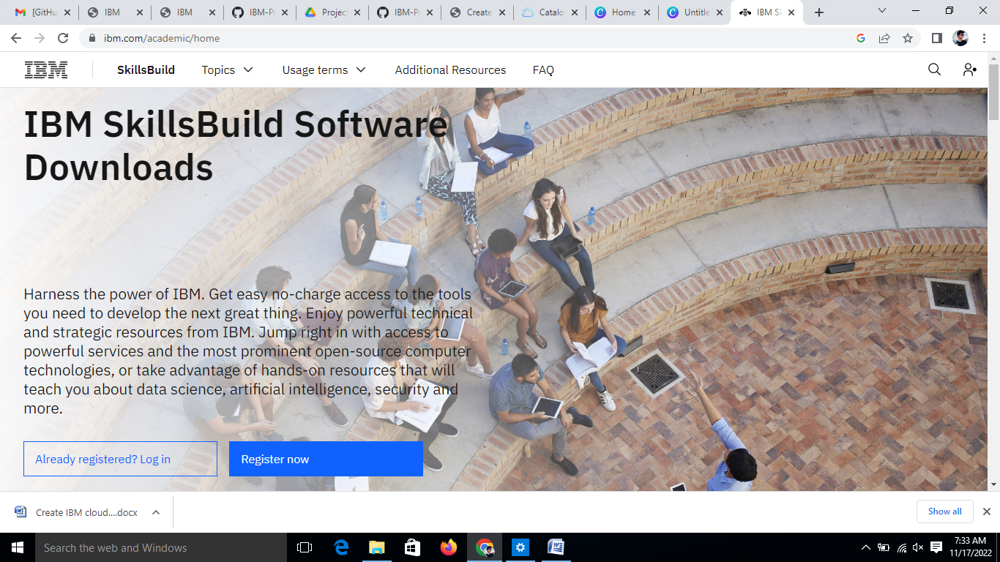 [GitHu
IBM
IBM
IBM-Pr
Project
IBM-Pr
Create
Catalo
Home
Untitle
IBM Sk
ibm.com/academic/home
IBM
SkillsBuild
Topics
Usage terms
Additional Resources
FAQ
IBM SkillsBuild Software
Downloads
Harness the power of IBM. Get easy no-charge access to the tools
you need to develop the next great thing. Enjoy powerful technical
and strategic resources from IBM. Jump right in with access to
powerful services and the most prominent open-source computer
technologies, or take advantage of hands-on resources that will
teach you about data science, artificial intelligence, security and
more.
Already registered? Log in
Register now
Create IBM cloud....docx
Show all
Search the web and Windows
7:33 AM
11/17/2022